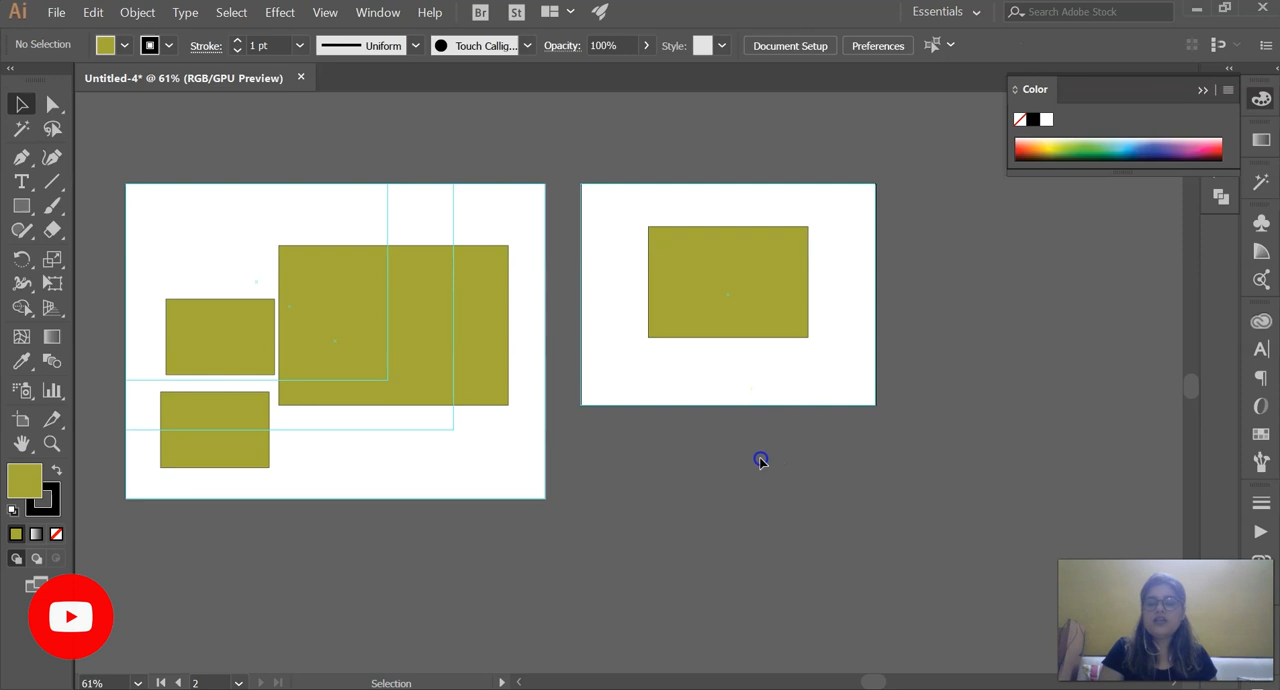 Ai File Edit Object Type Select Effect View Window Help Br St Essentials Search Adobe Stock
No Selection Stroke: 1 pt Uniform Touch Callig... Opacity: 100% Style: Document Setup Preferences
Untitled-4* @ 61% (RGB/GPU Preview)
Color
61% 2 Selection